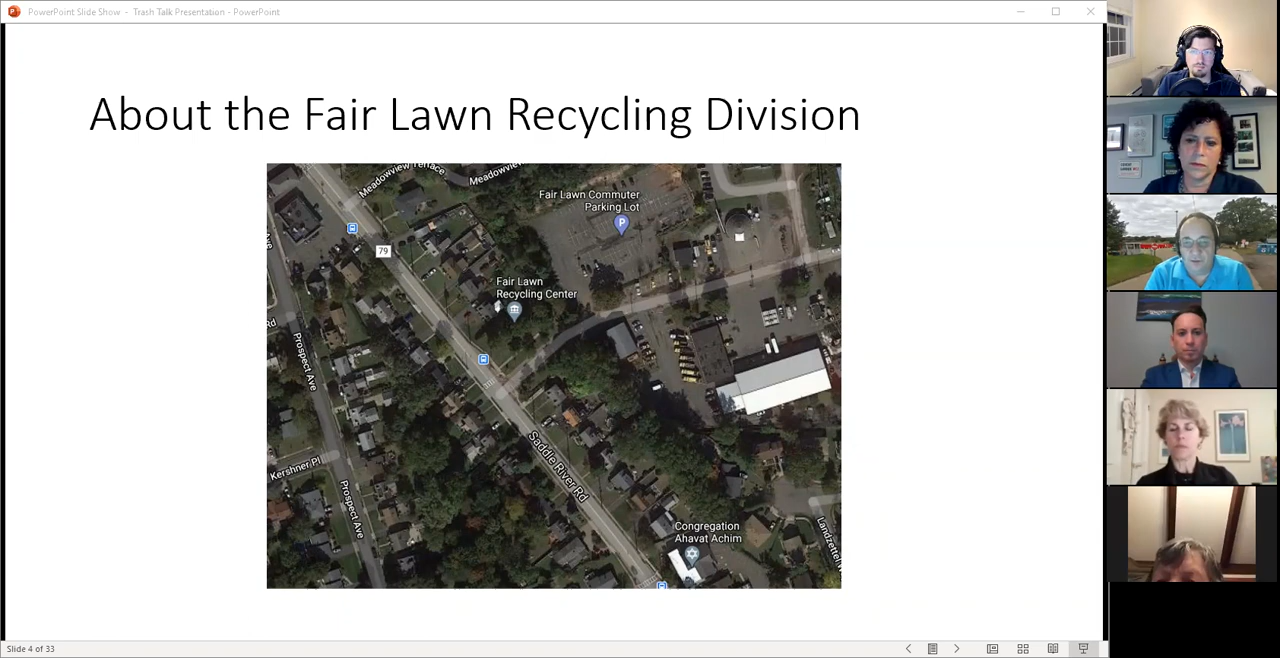 PowerPoint Slide Show - Trash Talk Presentation - PowerPoint
About the Fair Lawn Recycling Division
Meadowview Terrace
Meadowview
Fair Lawn Commuter
Parking Lot
P
79
Fair Lawn
Recycling Center
Ave
Rd
Prospect Ave
Saddle River Rd
Kershner Pl
Prospect Ave
Congregation
Ahavat Achim
Slide 4 of 33